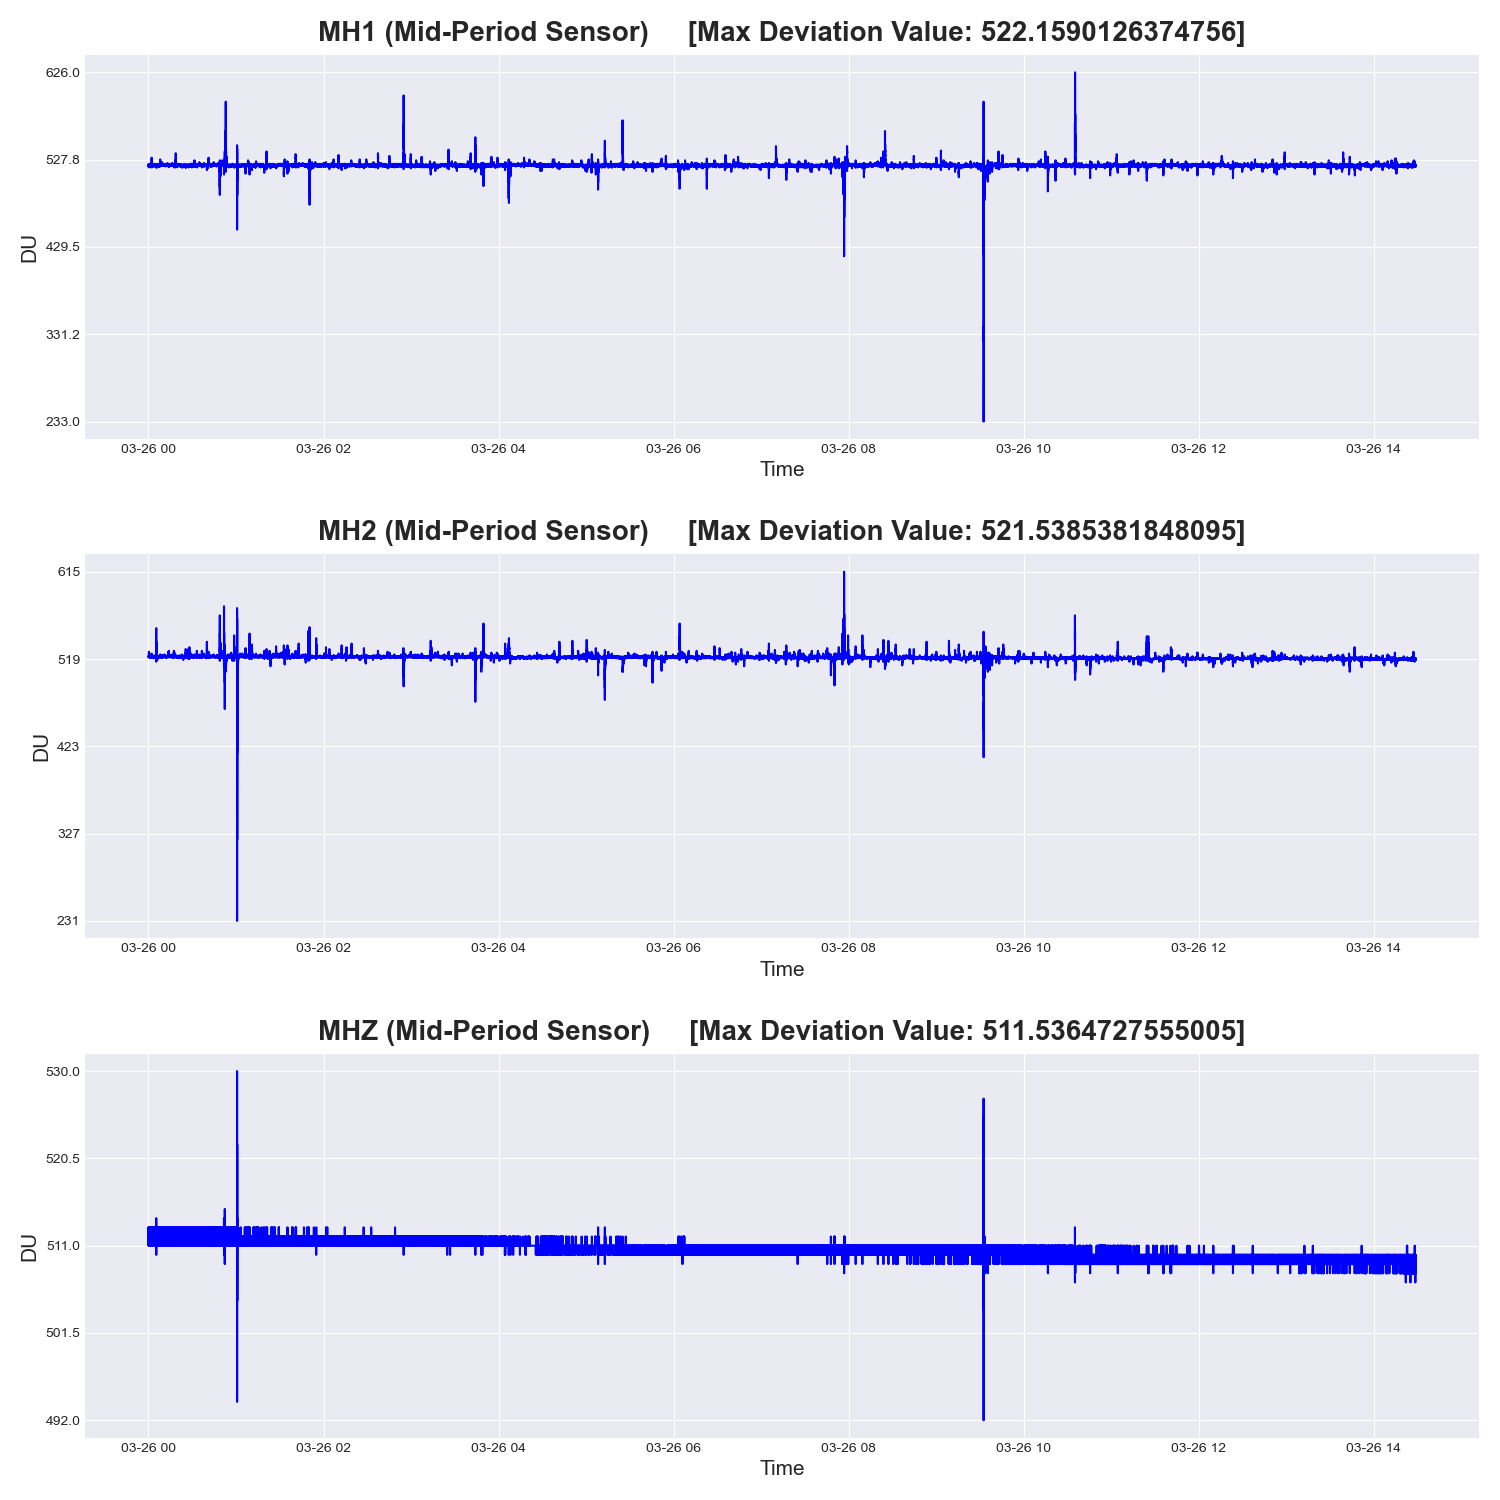 MH1 (Mid-Period Sensor) [Max Deviation Value: 522.1590126374756]
626.0
527.8
429.5
331.2
233.0
DU
03-26 00 03-26 02 03-26 04 03-26 06 03-26 08 03-26 10 03-26 12 03-26 14
Time
MH2 (Mid-Period Sensor) [Max Deviation Value: 521.5385381848095]
615
519
423
327
231
DU
03-26 00 03-26 02 03-26 04 03-26 06 03-26 08 03-26 10 03-26 12 03-26 14
Time
MHZ (Mid-Period Sensor) [Max Deviation Value: 511.5364727555005]
530.0
520.5
511.0
501.5
492.0
DU
03-26 00 03-26 02 03-26 04 03-26 06 03-26 08 03-26 10 03-26 12 03-26 14
Time